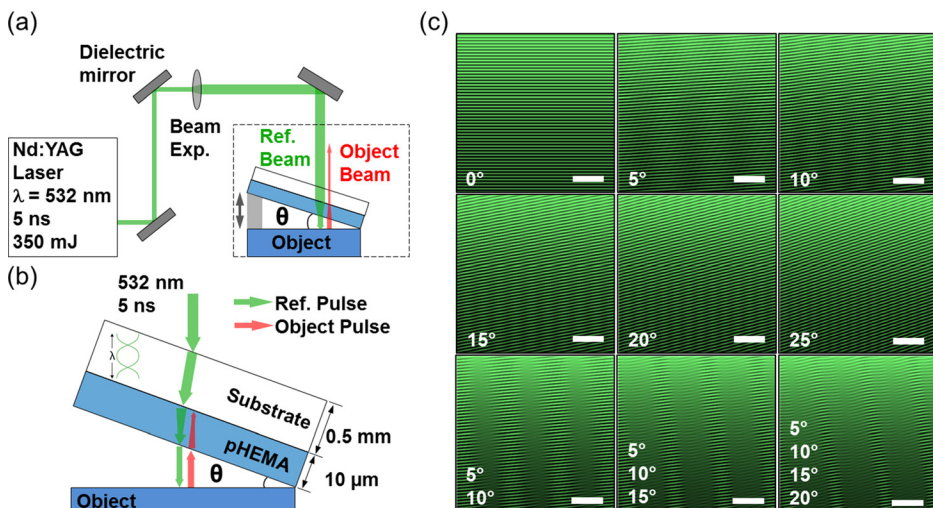 (a)
Dielectric
mirror
Beam
Exp.
Nd:YAG
Laser
λ = 532 nm
5 ns
350 mJ
Ref.
Beam
Object
Beam
θ
Object
(b)
532 nm
5 ns
Ref. Pulse
Object Pulse
λ
Substrate
0.5 mm
pHEMA
10 μm
θ
Object
(c)
0°
5°
10°
15°
20°
25°
5°
10°
5°
10°
15°
5°
10°
15°
20°